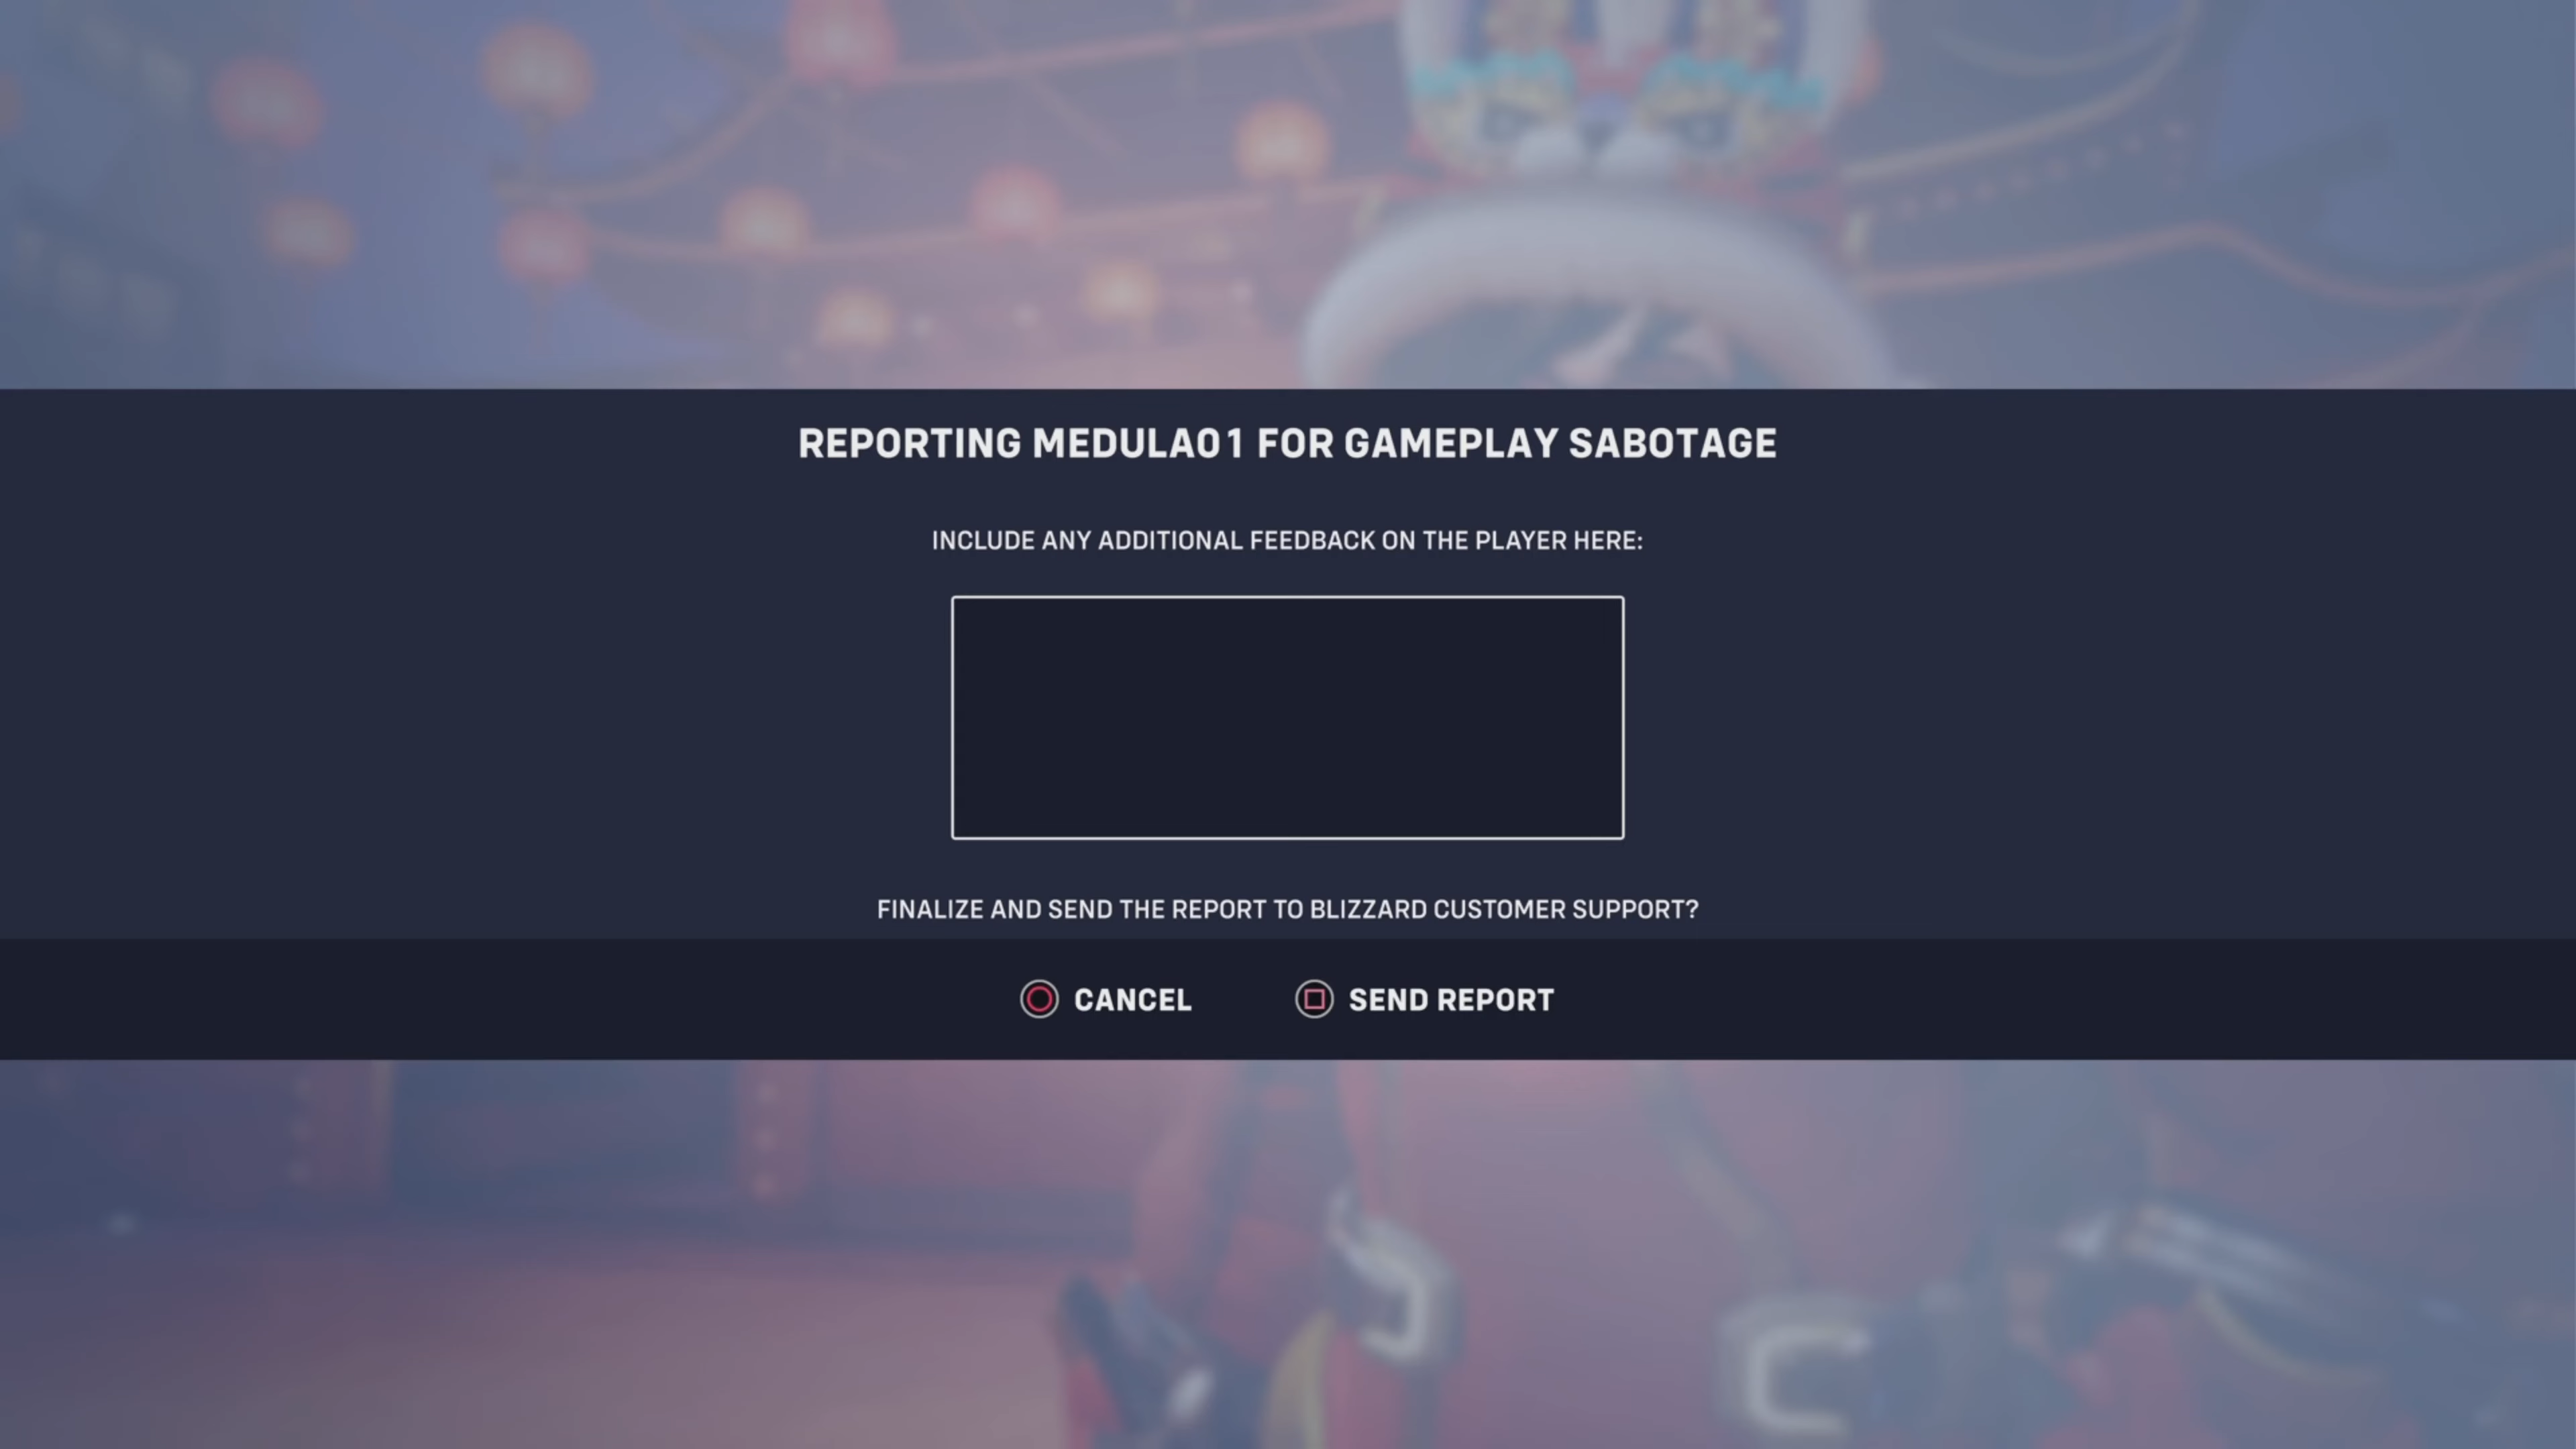 REPORTING MEDULA01 FOR GAMEPLAY SABOTAGE
INCLUDE ANY ADDITIONAL FEEDBACK ON THE PLAYER HERE:
FINALIZE AND SEND THE REPORT TO BLIZZARD CUSTOMER SUPPORT?
CANCEL SEND REPORT